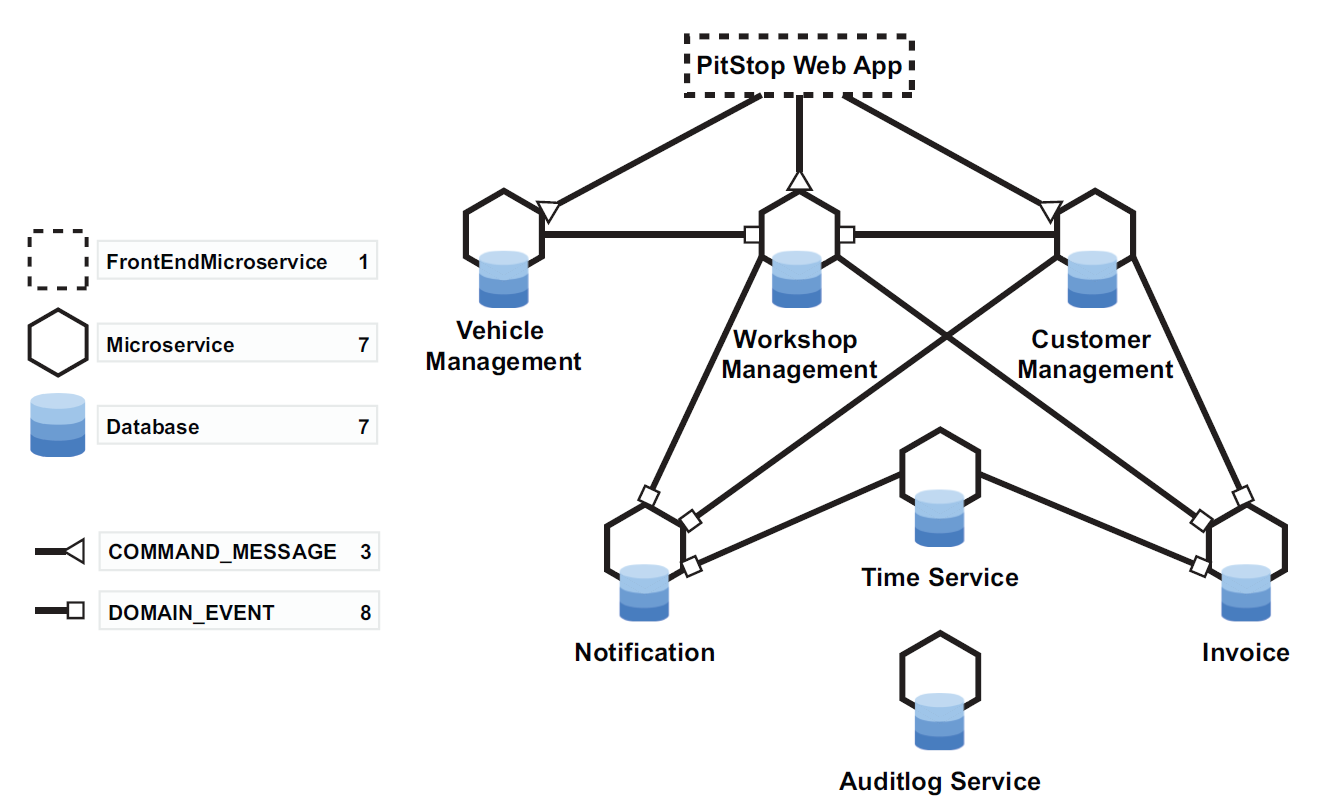 PitStop Web App
FrontEndMicroservice 1
Microservice 7
Database 7
COMMAND_MESSAGE 3
DOMAIN_EVENT 8
Vehicle
Management
Workshop
Management
Customer
Management
Time Service
Notification
Invoice
Auditlog Service